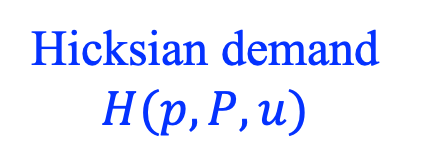 Hicksian demand
H(p, P, u)